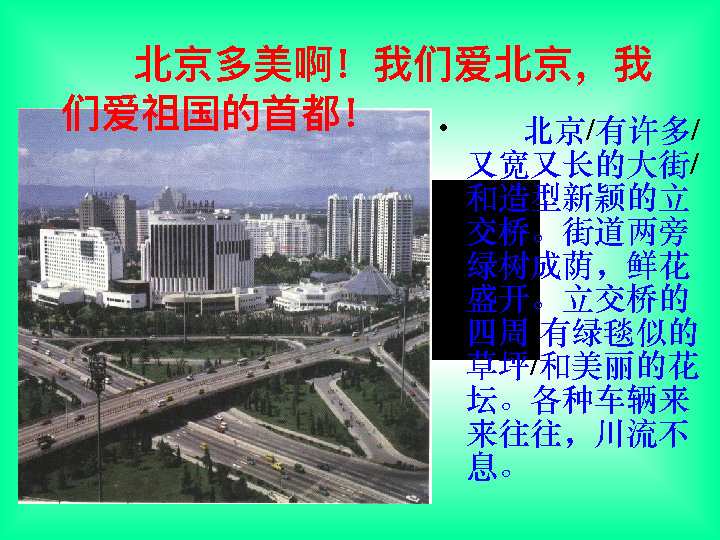 北京多美啊！我们爱北京，我
们爱祖国的首都！
• 北京/有许多/
又宽又长的大街/
和造型新颖的立
交桥。街道两旁
绿树成荫，鲜花
盛开。立交桥的
四周 有绿毯似的
草坪/和美丽的花
坛。各种车辆来
来往往，川流不
息。